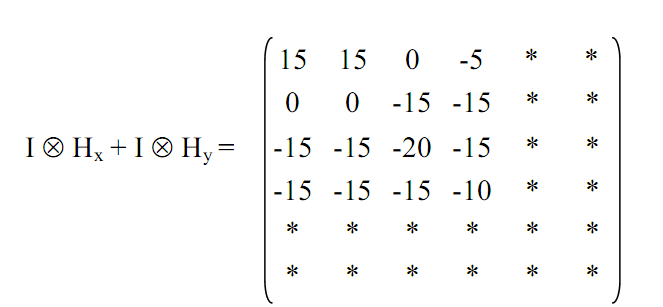 15 15 0 -5 * *
0 0 -15 -15 * *
I ⊗ Hx + I ⊗ Hy = -15 -15 -20 -15 * *
-15 -15 -15 -10 * *
* * * * * *
* * * * * *